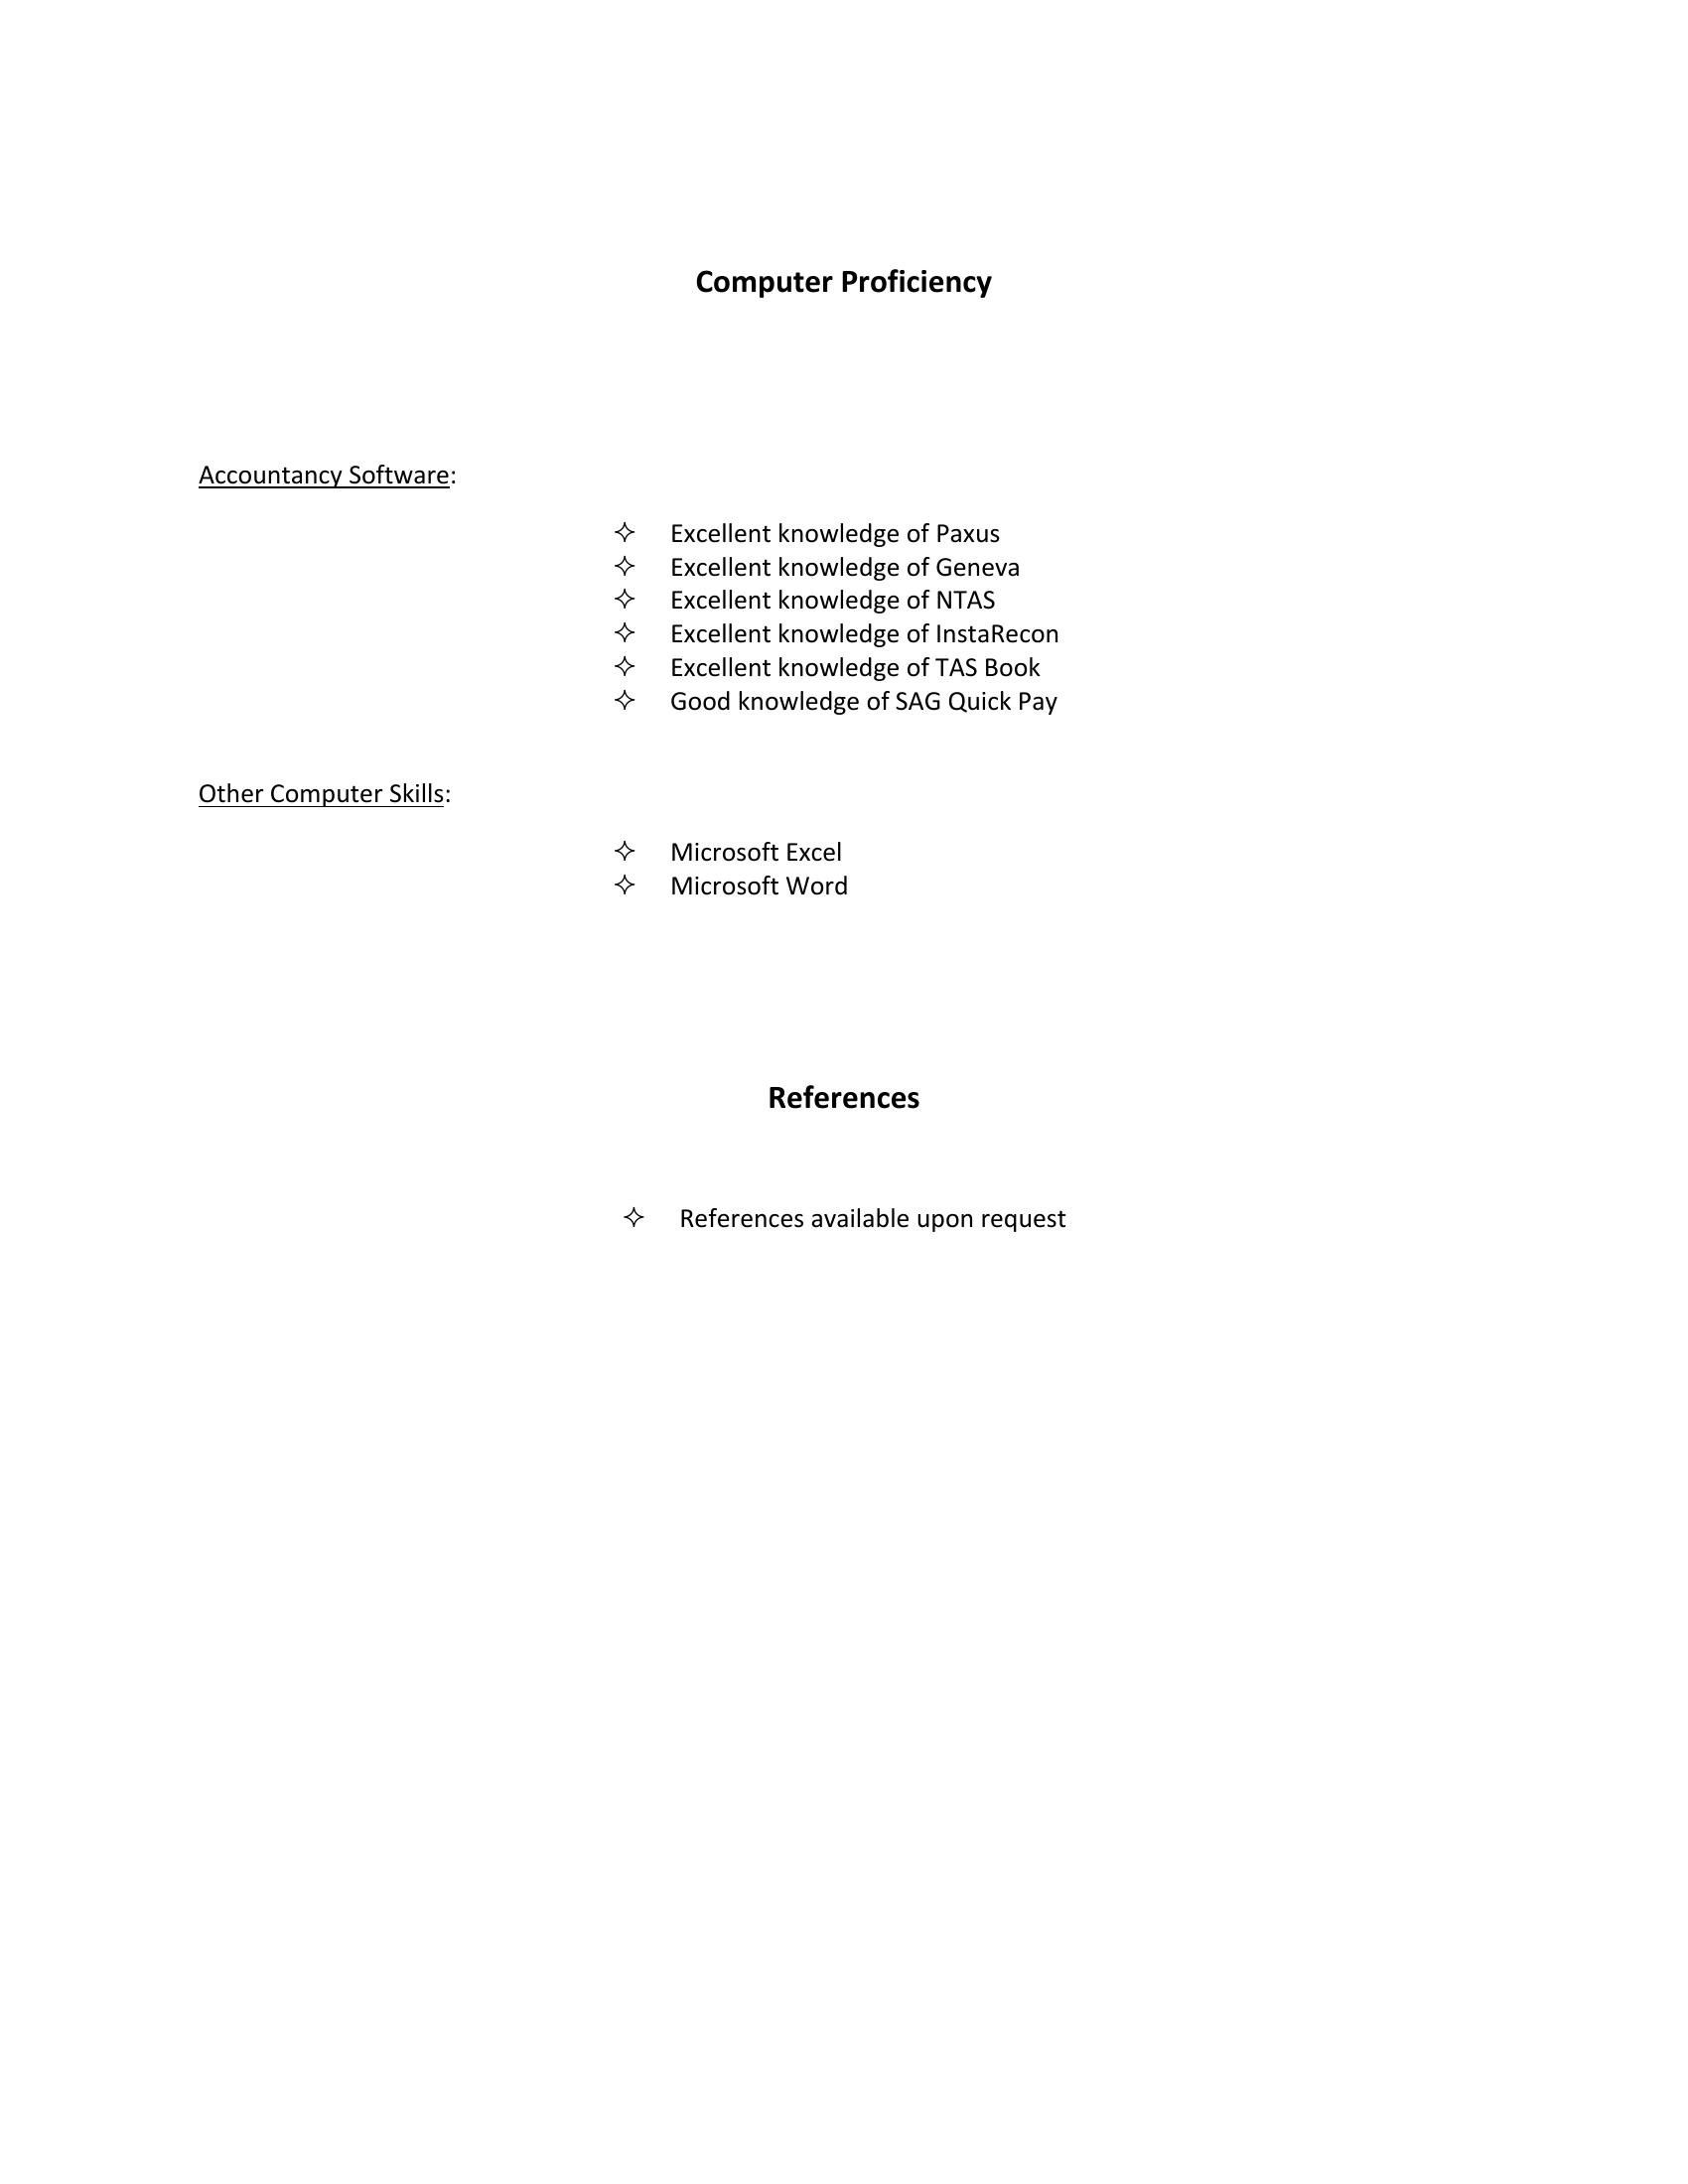 Computer Proficiency
Accountancy Software:
✧ Excellent knowledge of Paxus
✧ Excellent knowledge of Geneva
✧ Excellent knowledge of NTAS
✧ Excellent knowledge of InstaRecon
✧ Excellent knowledge of TAS Book
✧ Good knowledge of SAG Quick Pay
Other Computer Skills:
✧ Microsoft Excel
✧ Microsoft Word
References
✧ References available upon request